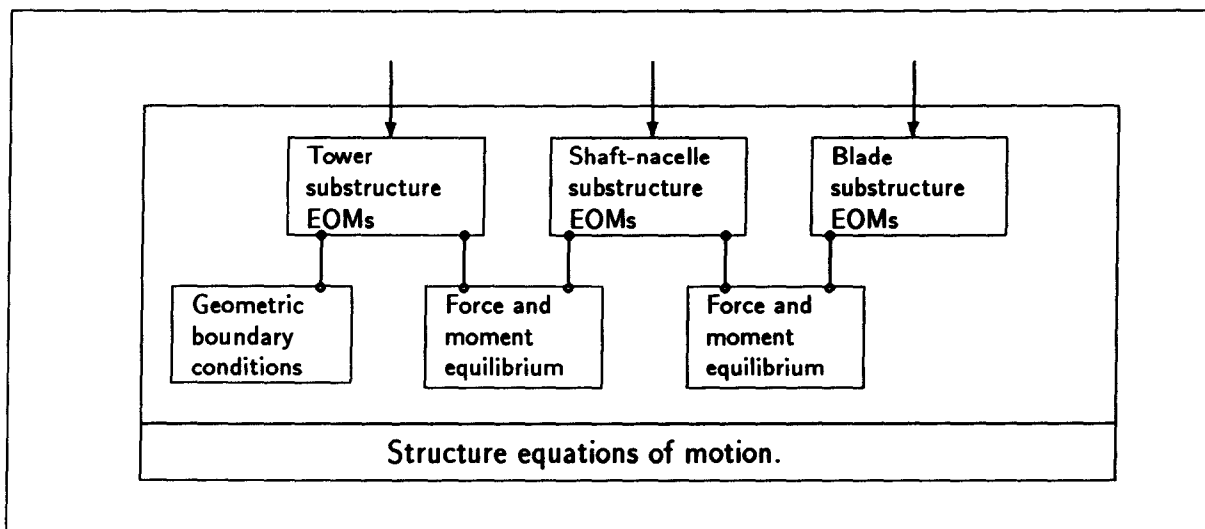 Tower
substructure
EOMs
Shaft-nacelle
substructure
EOMs
Blade
substructure
EOMs
Geometric
boundary
conditions
Force and
moment
equilibrium
Force and
moment
equilibrium
Structure equations of motion.